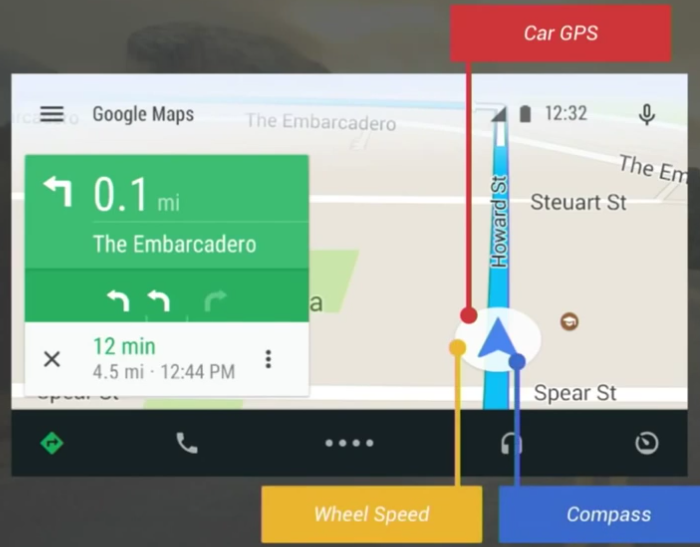 Car GPS
Google Maps
The Embarcadero
12:32
The Em
0.1 mi
Steuart St
Howard St
The Embarcadero
a
12 min
4.5 mi · 12:44 PM
Spear St
Spear St
Wheel Speed
Compass